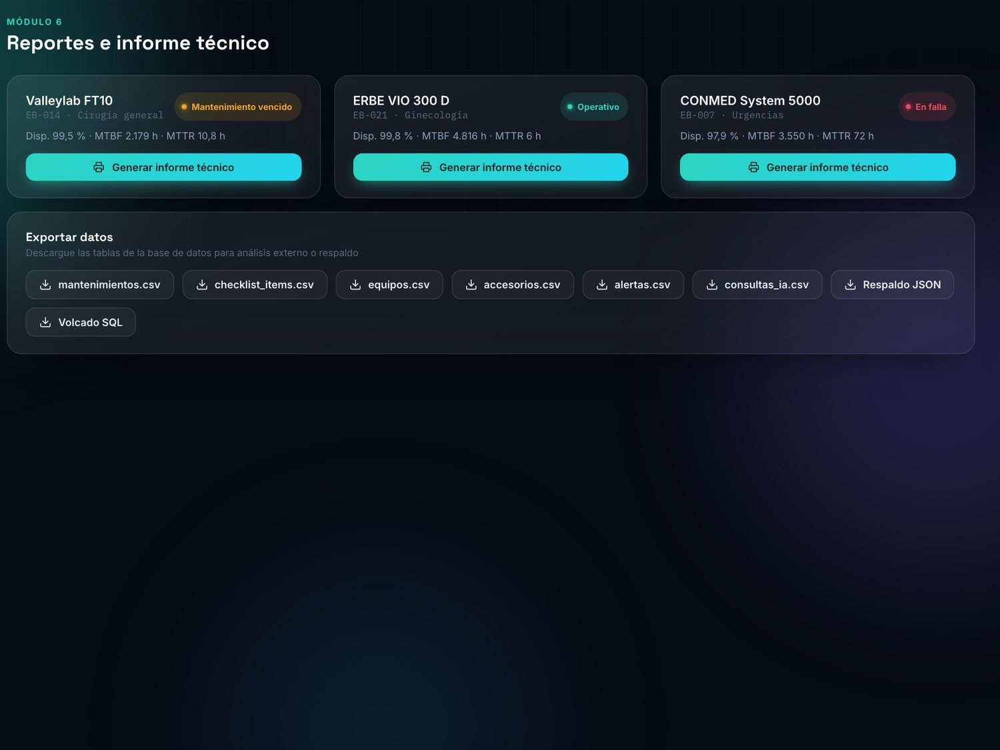 MÓDULO 6
Reportes e informe técnico
Valleylab FT10
EB-014 · Cirugía general
Mantenimiento vencido
Disp. 99,5 % · MTBF 2.179 h · MTTR 10,8 h
Generar informe técnico
ERBE VIO 300 D
EB-021 · Ginecología
Operativo
Disp. 99,8 % · MTBF 4.816 h · MTTR 6 h
Generar informe técnico
CONMED System 5000
EB-007 · Urgencias
En falla
Disp. 97,9 % · MTBF 3.550 h · MTTR 72 h
Generar informe técnico
Exportar datos
Descargue las tablas de la base de datos para análisis externo o respaldo
mantenimientos.csv
checklist_items.csv
equipos.csv
accesorios.csv
alertas.csv
consultas_ia.csv
Respaldo JSON
Volcado SQL